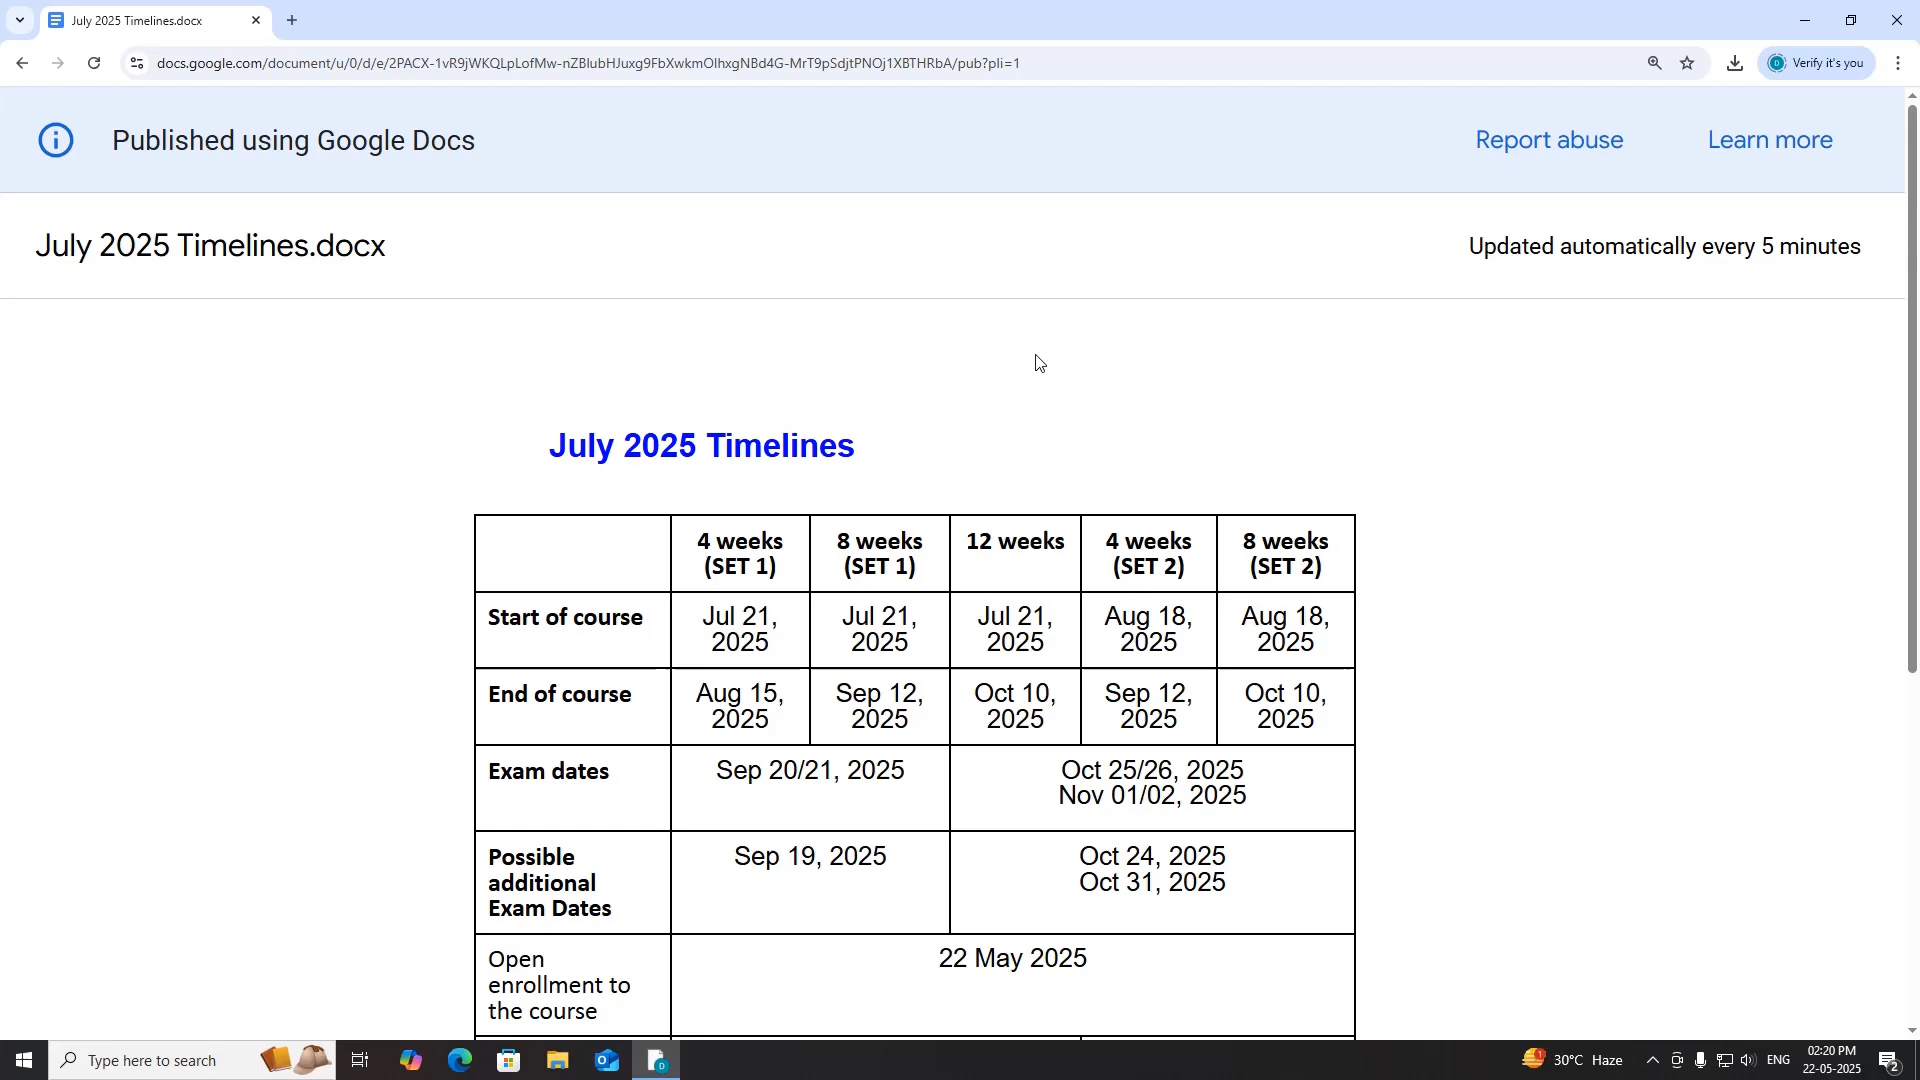 July 2025 Timelines.docx
docs.google.com/document/u/0/d/e/2PACX-1vR9jWKQLpLofMw-nZBIubHJuxg9FbXwkmOlhxgNBd4G-MrT9pSdjtPNOj1XBTHRbA/pub?pli=1
D
Verify it's you
Published using Google Docs
Report abuse
Learn more
July 2025 Timelines.docx
Updated automatically every 5 minutes
July 2025 Timelines
4 weeks
(SET 1)
8 weeks
(SET 1)
12 weeks
4 weeks
(SET 2)
8 weeks
(SET 2)
Start of course
Jul 21,
2025
Jul 21,
2025
Jul 21,
2025
Aug 18,
2025
Aug 18,
2025
End of course
Aug 15,
2025
Sep 12,
2025
Oct 10,
2025
Sep 12,
2025
Oct 10,
2025
Exam dates
Sep 20/21, 2025
Oct 25/26, 2025
Nov 01/02, 2025
Possible
additional
Exam Dates
Sep 19, 2025
Oct 24, 2025
Oct 31, 2025
Open
enrollment to
the course
22 May 2025
Type here to search
D
1
30°C Haze
ENG
02:20 PM
22-05-2025
2